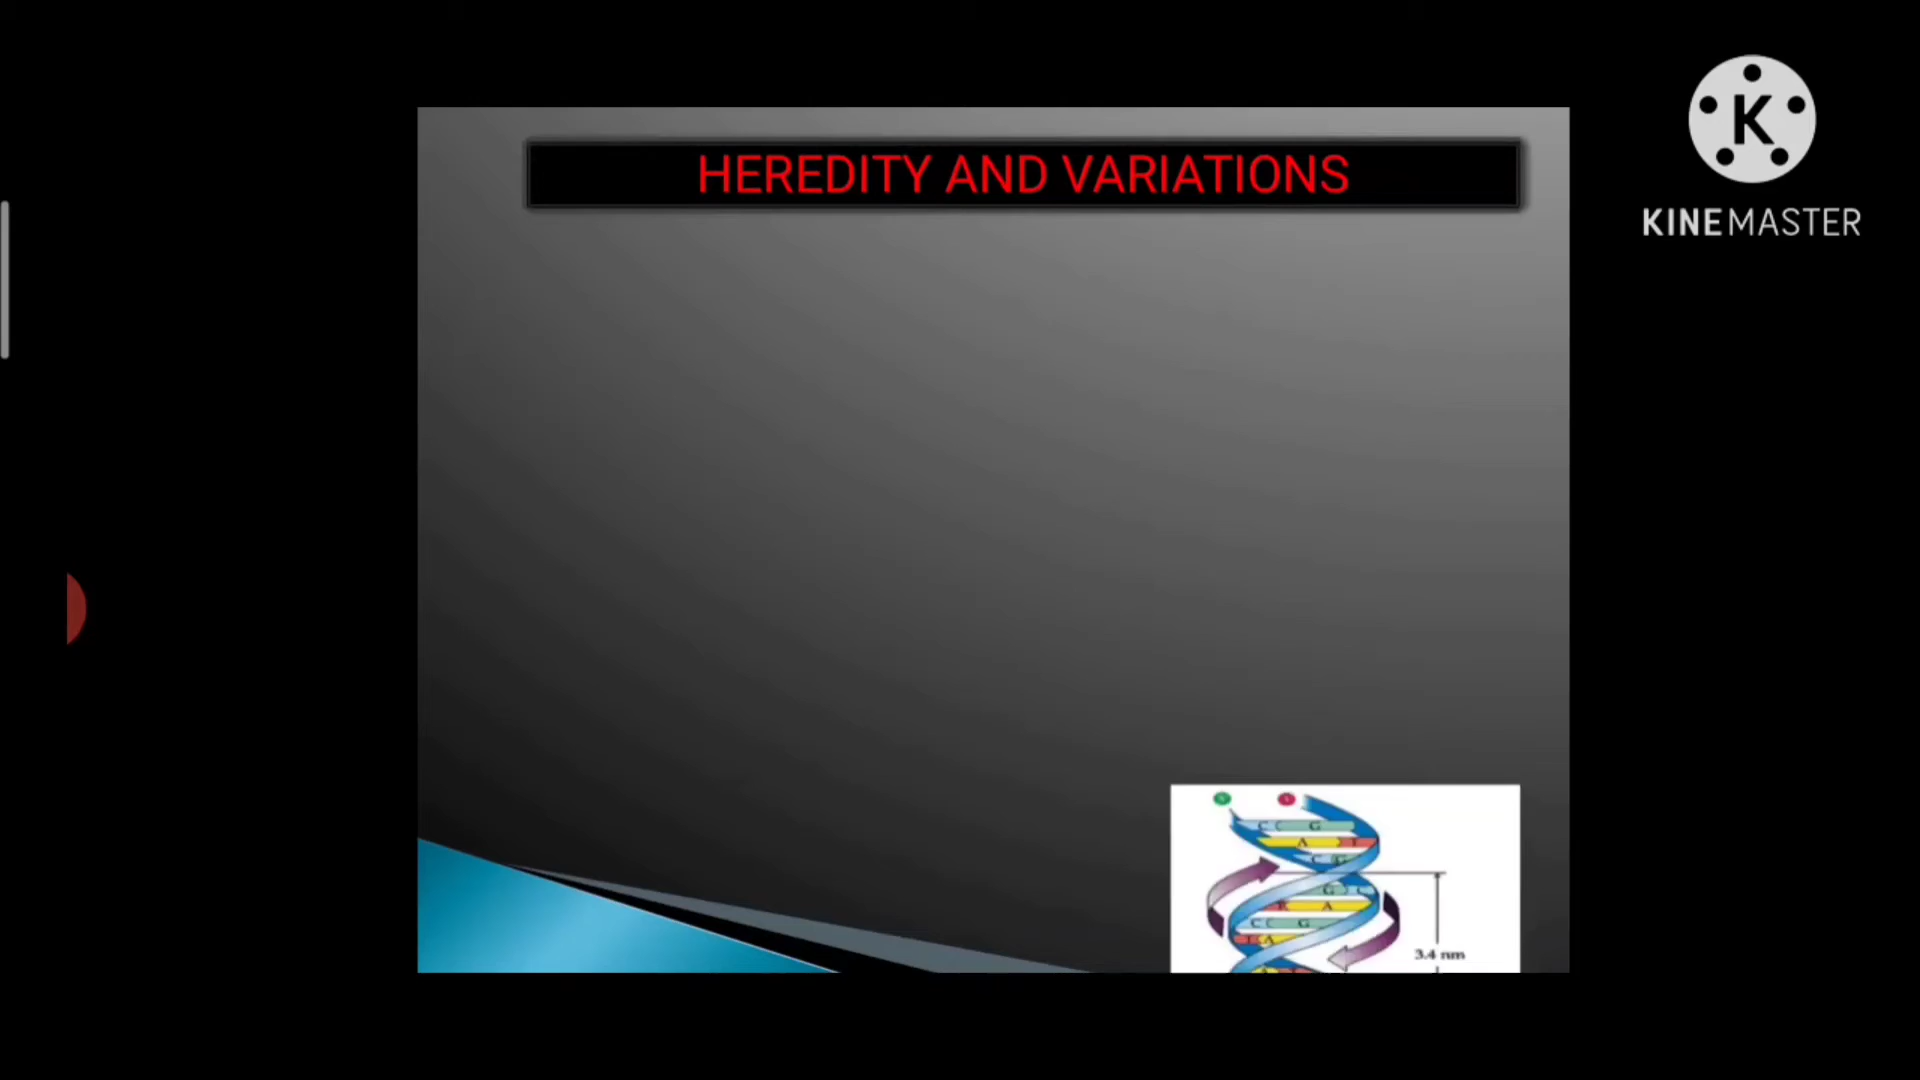 HEREDITY AND VARIATIONS
K
KINEMASTER
C G
A T
C G
G C
A
C G
T A
3.4 nm